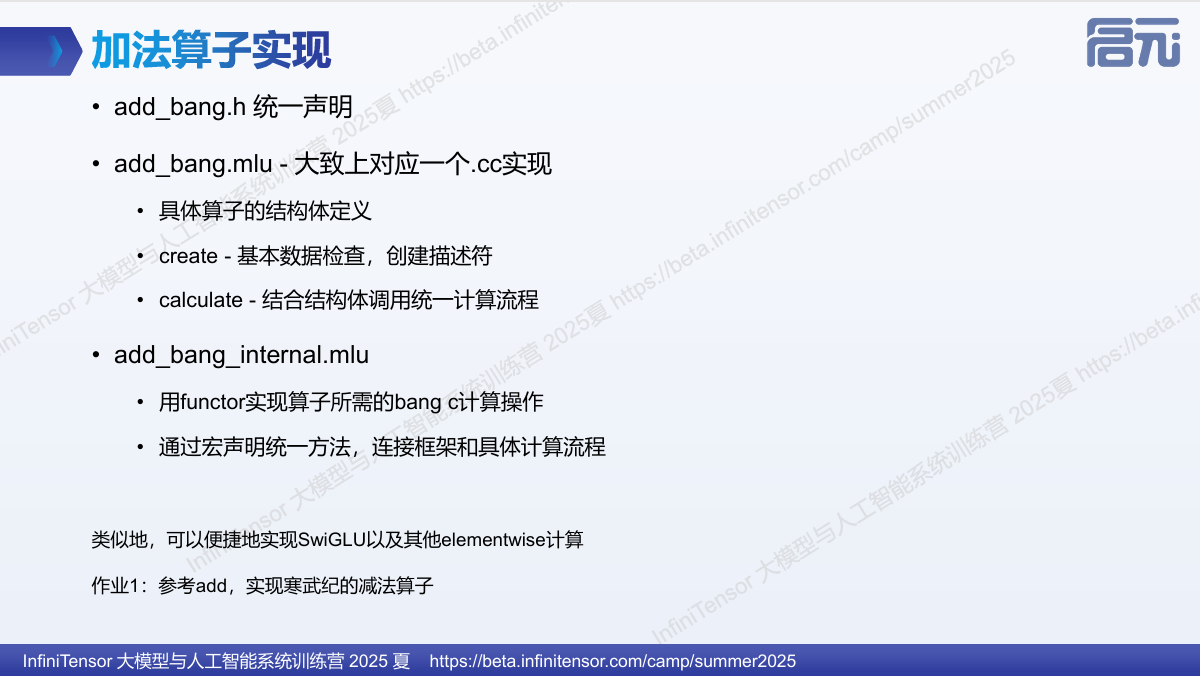 加法算子实现
启元
• add_bang.h 统一声明
• add_bang.mlu - 大致上对应一个.cc实现
• 具体算子的结构体定义
• create - 基本数据检查，创建描述符
• calculate - 结合结构体调用统一计算流程
• add_bang_internal.mlu
• 用functor实现算子所需的bang c计算操作
• 通过宏声明统一方法，连接框架和具体计算流程
类似地，可以便捷地实现SwiGLU以及其他elementwise计算
作业1：参考add，实现寒武纪的减法算子
InfiniTensor 大模型与人工智能系统训练营 2025夏 https://beta.infinitensor.com/camp/summer2025
InfiniTensor 大模型与人工智能系统训练营 2025 夏 https://beta.infinitensor.com/camp/summer2025